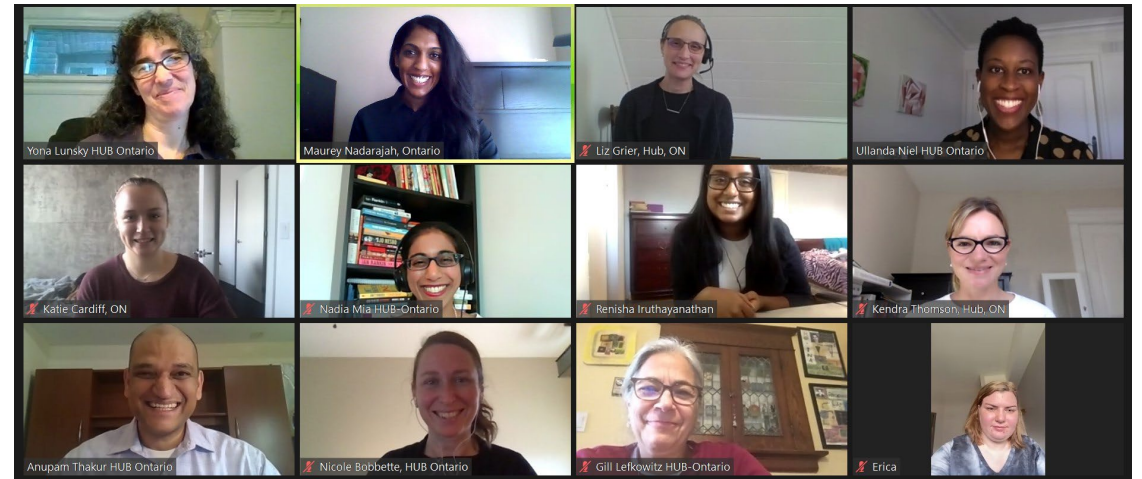 Yona Lunsky HUB Ontario
Maurey Nadarajah, Ontario
Liz Grier, Hub, ON
Ullanda Niel HUB Ontario
Katie Cardiff, ON
Nadia Mia HUB-Ontario
Renisha Iruthayanathan
Kendra Thomson, Hub, ON
Anupam Thakur HUB Ontario
Nicole Bobbette, HUB Ontario
Gill Lefkowitz HUB-Ontario
Erica